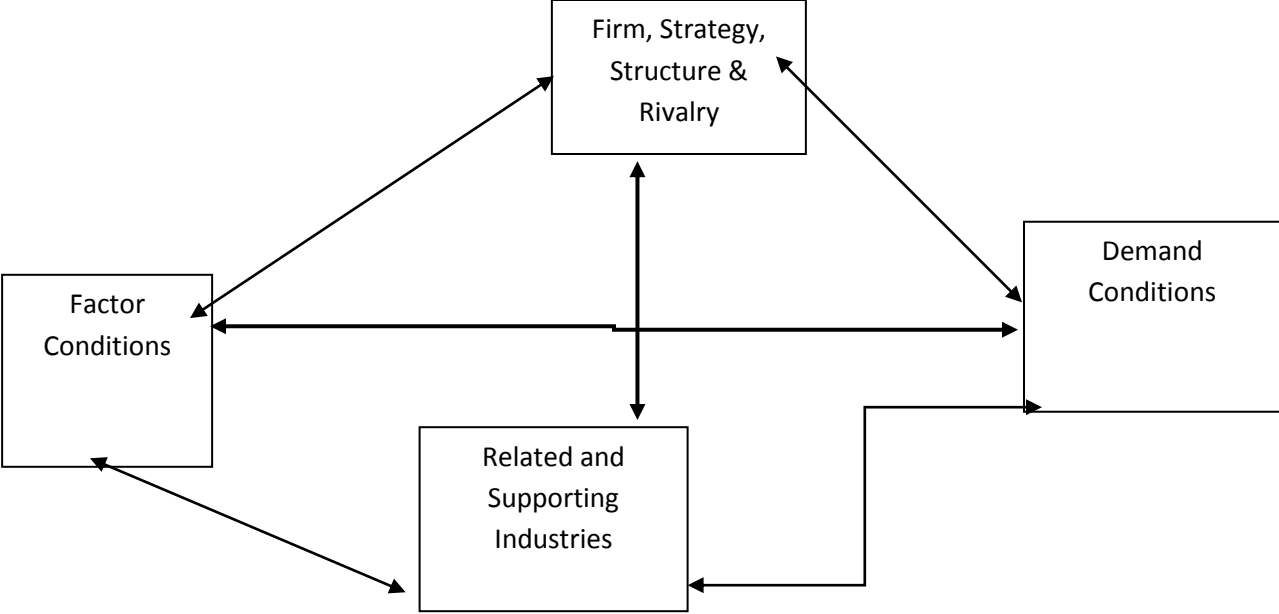 Firm, Strategy,
Structure &
Rivalry
Demand
Conditions
Factor
Conditions
Related and
Supporting
Industries